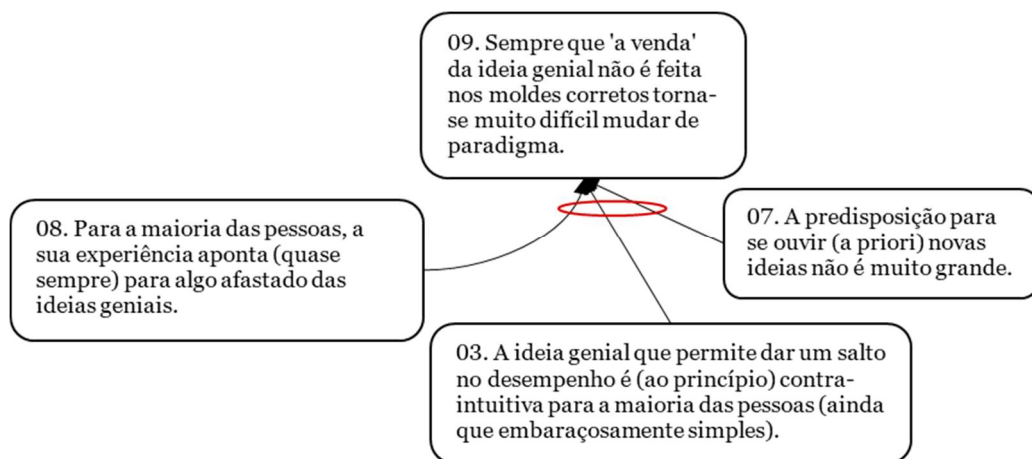 09. Sempre que 'a venda'
da ideia genial não é feita
nos moldes corretos torna-
se muito difícil mudar de
paradigma.
08. Para a maioria das pessoas, a
sua experiência aponta (quase
sempre) para algo afastado das
ideias geniais.
07. A predisposição para
se ouvir (a priori) novas
ideias não é muito grande.
03. A ideia genial que permite dar um salto
no desempenho é (ao princípio) contra-
intuitiva para a maioria das pessoas (ainda
que embaraçosamente simples).